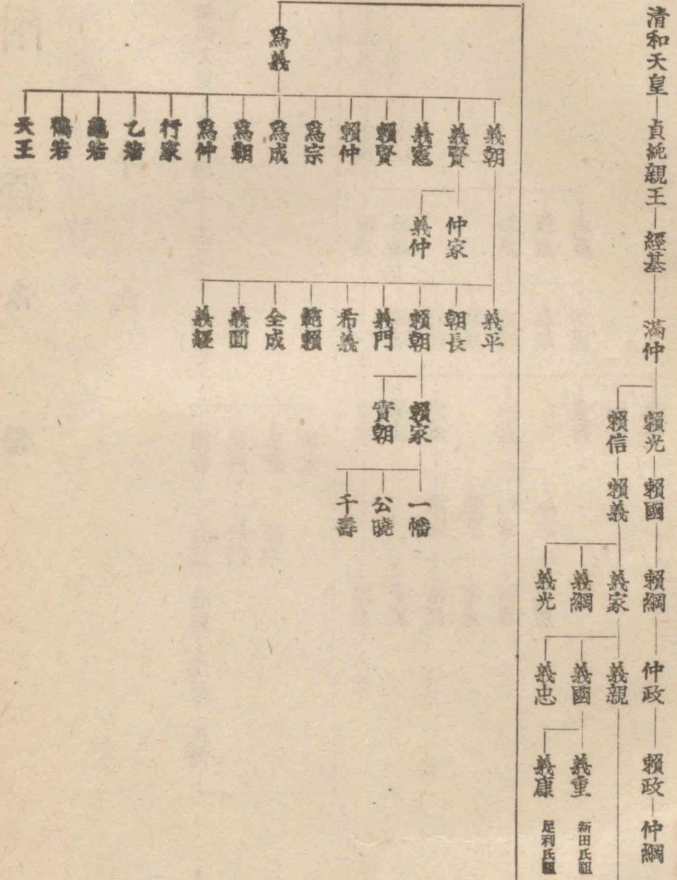 清和天皇 貞純親王 經基 滿仲
賴光 賴國 賴綱 仲政 賴政 仲綱
賴信 賴義
義家
義綱
義光
義親
義國
義忠
義重 新田氏祖
義康 足利氏祖
爲義
義朝
義賢
義憲
賴賢
賴仲
爲宗
爲成
爲朝
爲仲
行家
乙若
龜若
鶴若
天王
仲家
義仲
義平
朝長
賴朝
義門
希義
範賴
全成
義圓
義經
賴家
實朝
一幡
公曉
千壽